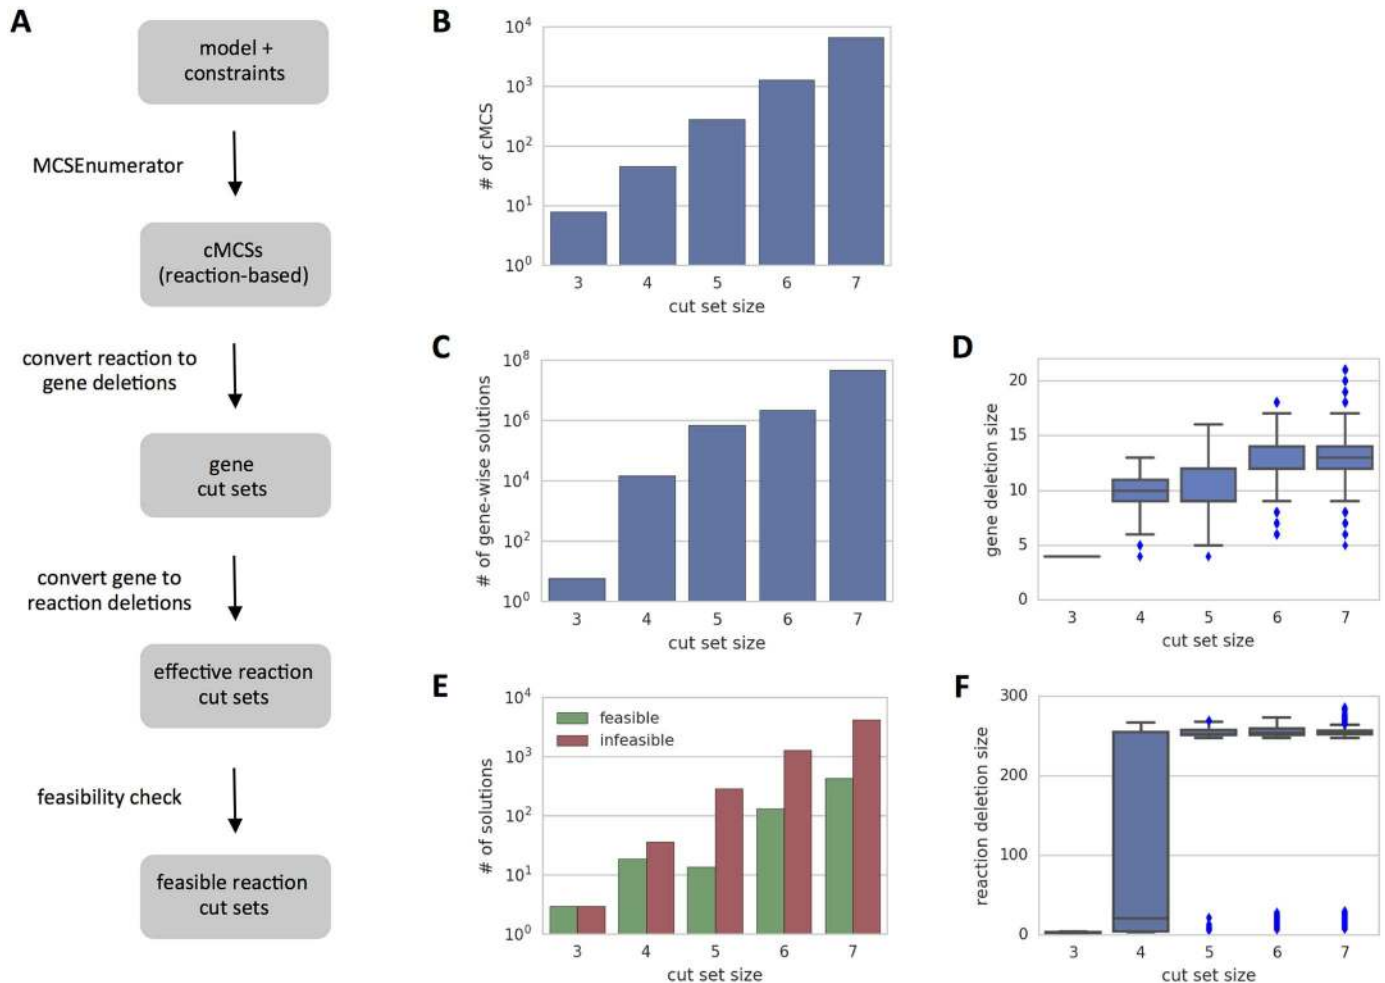 A
model +
constraints
MCSEnumerator
cMCSs
(reaction-based)
convert reaction to
gene deletions
gene
cut sets
convert gene to
reaction deletions
effective reaction
cut sets
feasibility check
feasible reaction
cut sets
B
# of cMCS
10^4
10^3
10^2
10^1
10^0
3 4 5 6 7
cut set size
C
# of gene-wise solutions
10^8
10^6
10^4
10^2
10^0
3 4 5 6 7
cut set size
D
gene deletion size
20
15
10
5
0
3 4 5 6 7
cut set size
E
# of solutions
10^4
10^3
10^2
10^1
10^0
feasible
infeasible
3 4 5 6 7
cut set size
F
reaction deletion size
300
200
100
0
3 4 5 6 7
cut set size